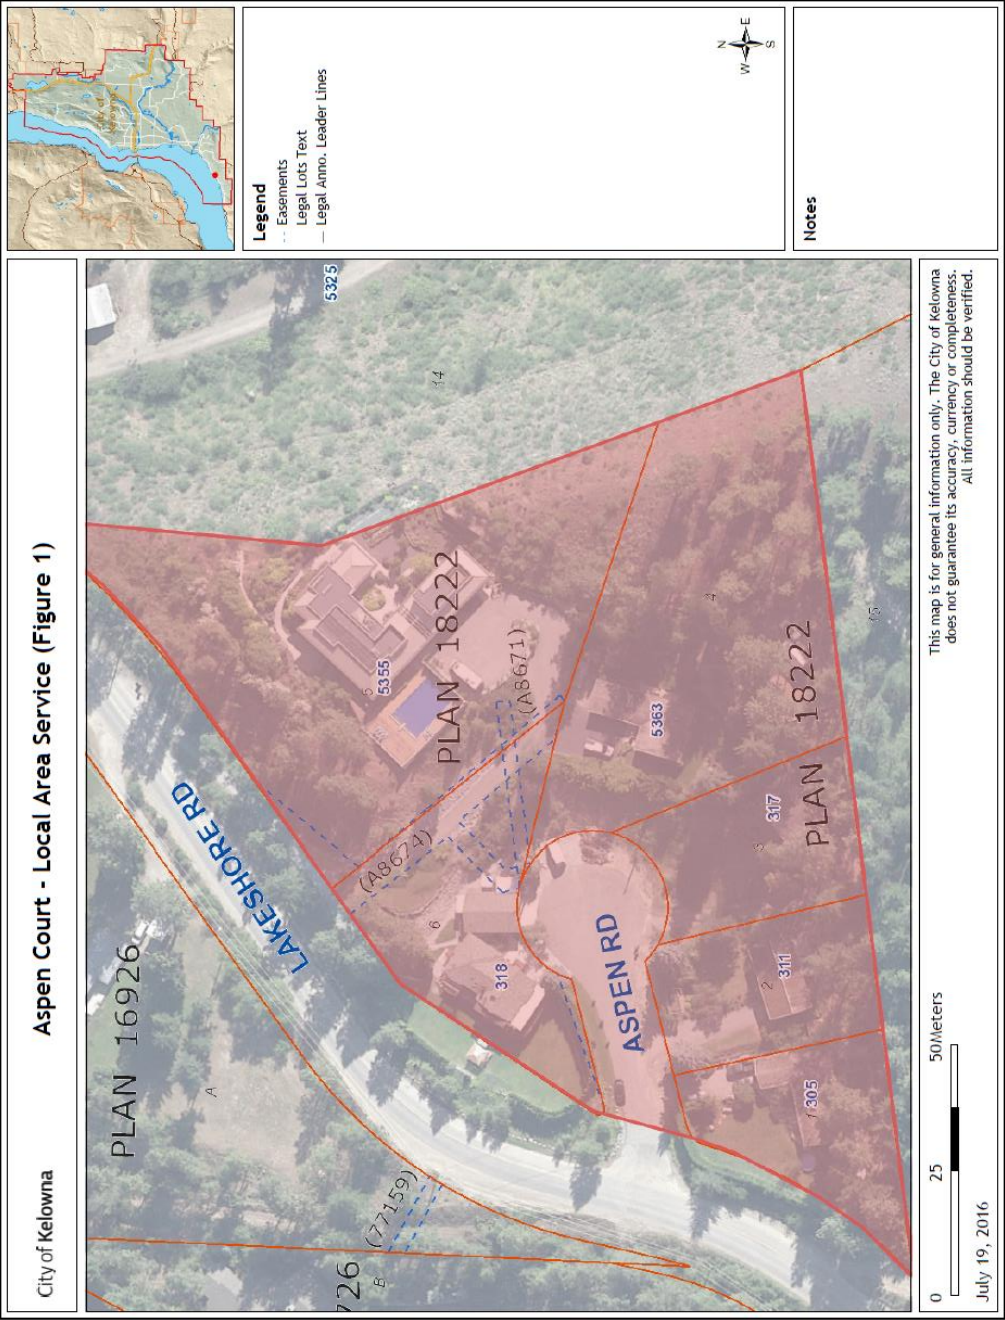 City of Kelowna
Aspen Court - Local Area Service (Figure 1)
PLAN 16926
A
LAKESHORE RD
5325
14
5
5355
PLAN 18222
(A8671)
(A8674)
6
318
ASPEN RD
5363
4
PLAN 18222
317
3
2
311
1
305
15
(77159)
B
726
Legend
Easements
Legal Lots Text
Legal Anno. Leader Lines
N
W
E
S
Notes
0 25 50Meters
July 19, 2016
This map is for general information only. The City of Kelowna
does not guarantee its accuracy, currency or completeness.
All information should be verified.